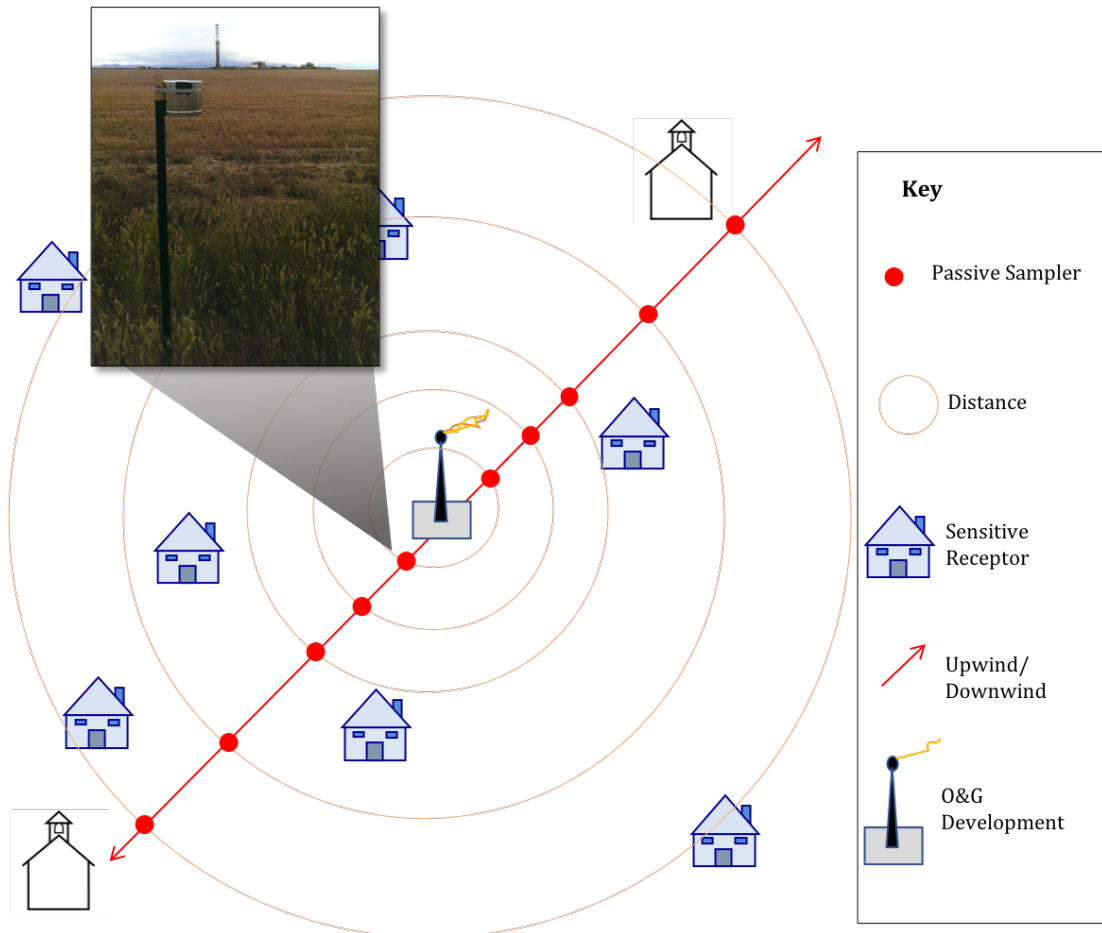 Key
Passive Sampler
Distance
Sensitive
Receptor
Upwind/
Downwind
O&G
Development